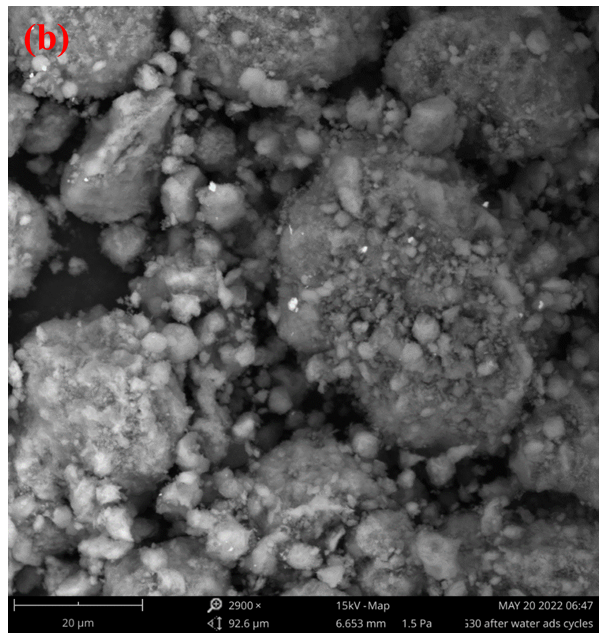 (b)
2900 × 15kV - Map MAY 20 2022 06:47
20 µm 92.6 µm 6.653 mm 1.5 Pa 530 after water ads cycles